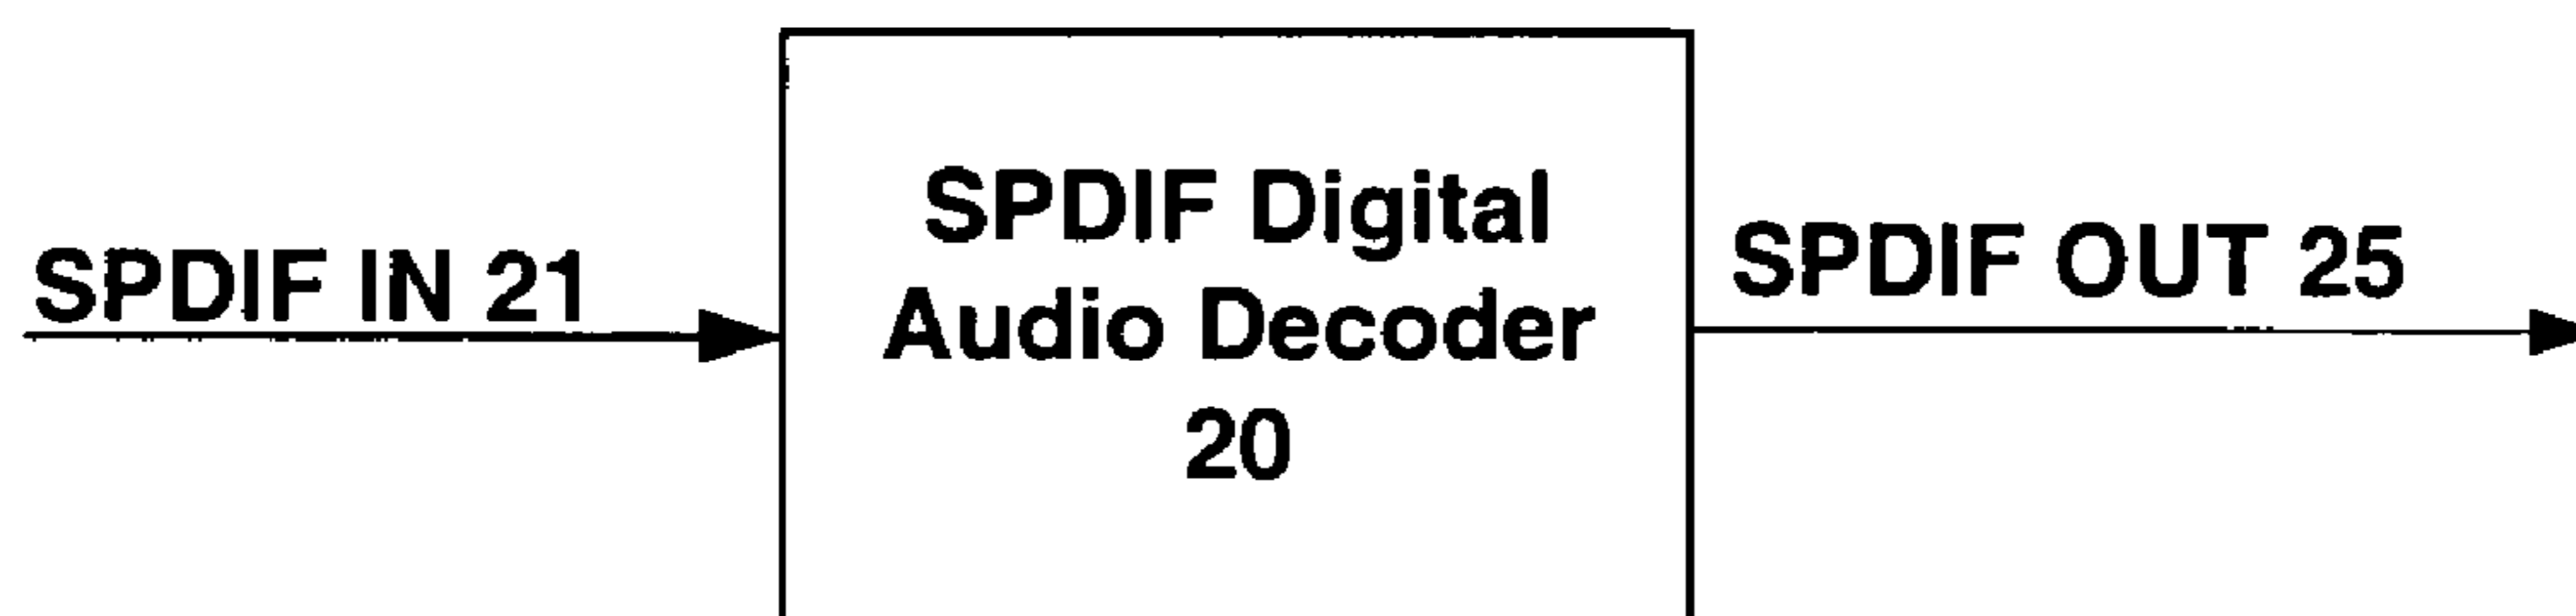 SPDIF IN 21
SPDIF Digital
Audio Decoder
20
SPDIF OUT 25